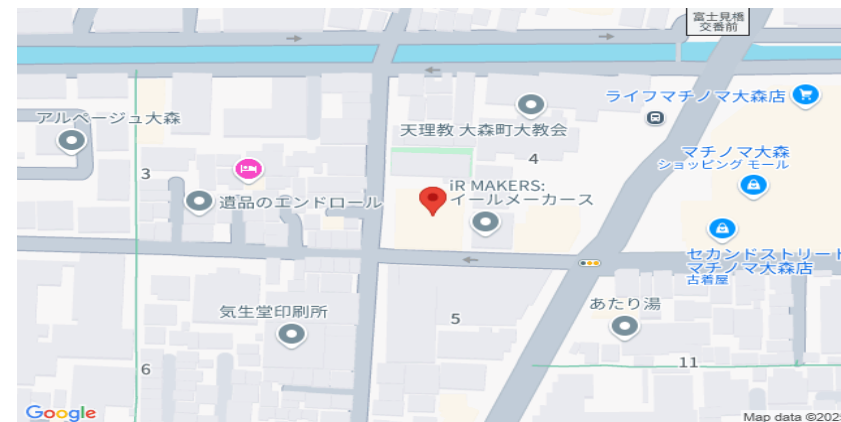 富士見橋
交番前
ライフマチノマ大森店
アルベージュ大森
天理教 大森町大教会
4
マチノマ大森
ショッピング モール
3
iR MAKERS:
イールメーカース
遺品のエンドロール
セカンドストリート
マチノマ大森店
古着屋
気生堂印刷所
5
あたり湯
11
6
Google
Map data ©2025